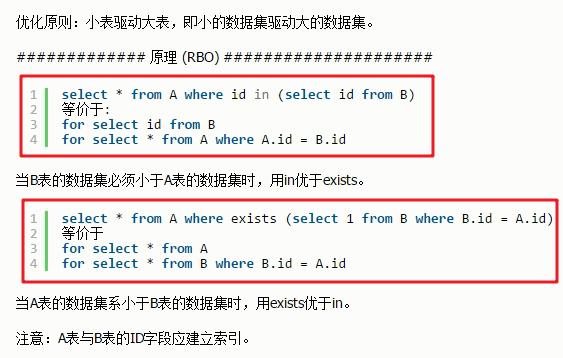 优化原则：小表驱动大表，即小的数据集驱动大的数据集。
############# 原理 (RBO) #####################
1 select * from A where id in (select id from B)
2 等价于:
3 for select id from B
4 for select * from A where A.id = B.id
当B表的数据集必须小于A表的数据集时，用in优于exists。
1 select * from A where exists (select 1 from B where B.id = A.id)
2 等价于
3 for select * from A
4 for select * from B where B.id = A.id
当A表的数据集系小于B表的数据集时，用exists优于in。
注意：A表与B表的ID字段应建立索引。